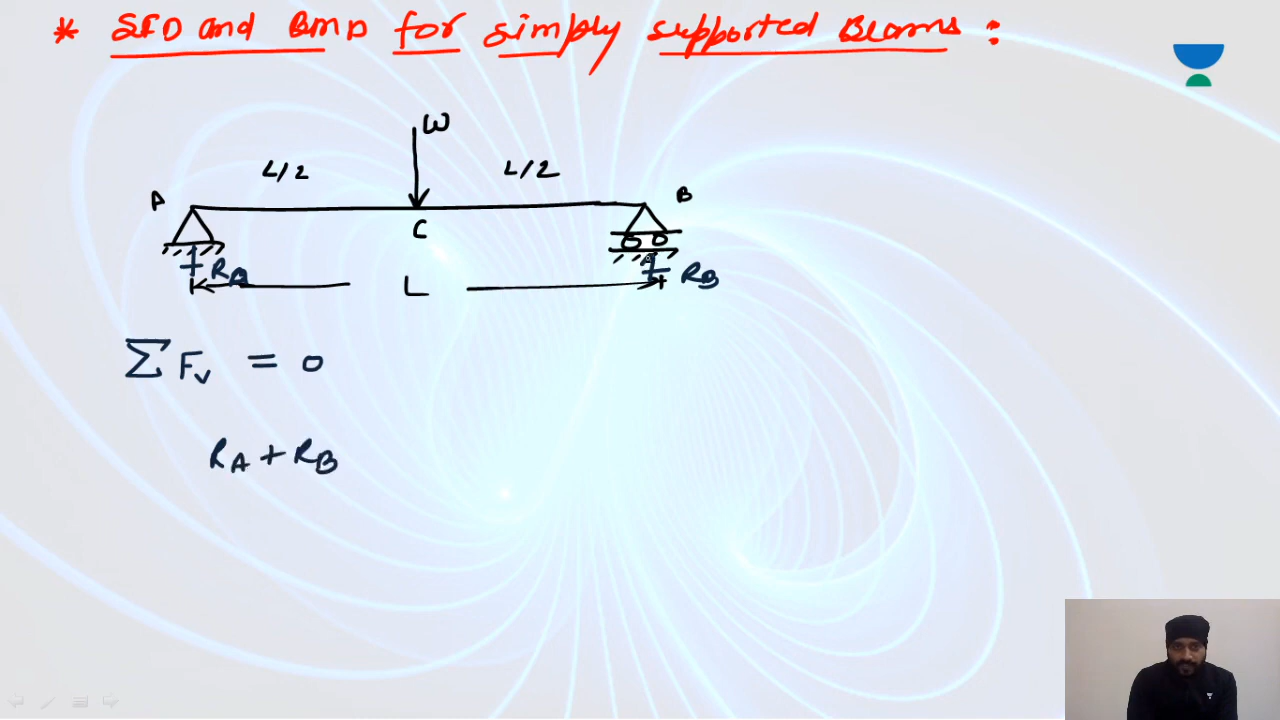 * SFD and BMD for simply supported Beams :
W
L/2 L/2
A B
C
RA RB
L
ΣFv = 0
RA + RB